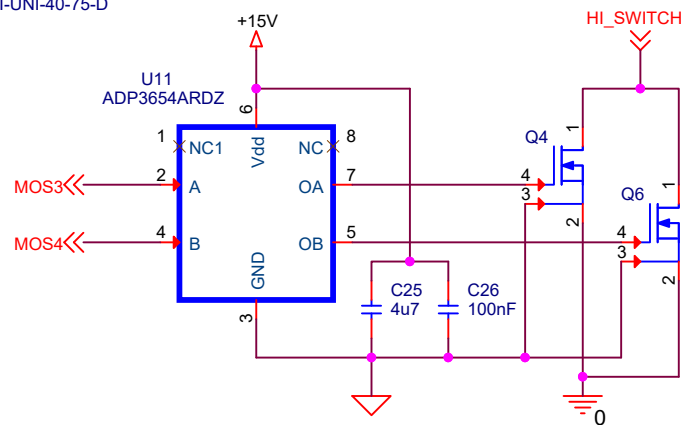 I-UNI-40-75-D
+15V
HI_SWITCH
U11
ADP3654ARDZ
6
1
NC1
Vdd
NC
8
Q4
1
MOS3
2
A
OA
7
4
3
2
Q6
1
MOS4
4
B
OB
5
4
3
2
GND
3
C25
4u7
C26
100nF
0